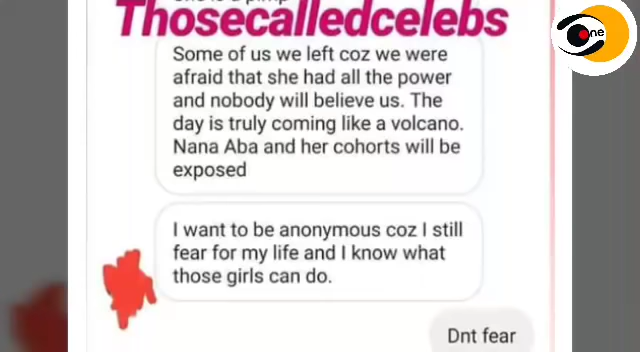 Thosecalledcelebs
one
Some of us we left coz we were
afraid that she had all the power
and nobody will believe us. The
day is truly coming like a volcano.
Nana Aba and her cohorts will be
exposed
I want to be anonymous coz I still
fear for my life and I know what
those girls can do.
Dnt fear